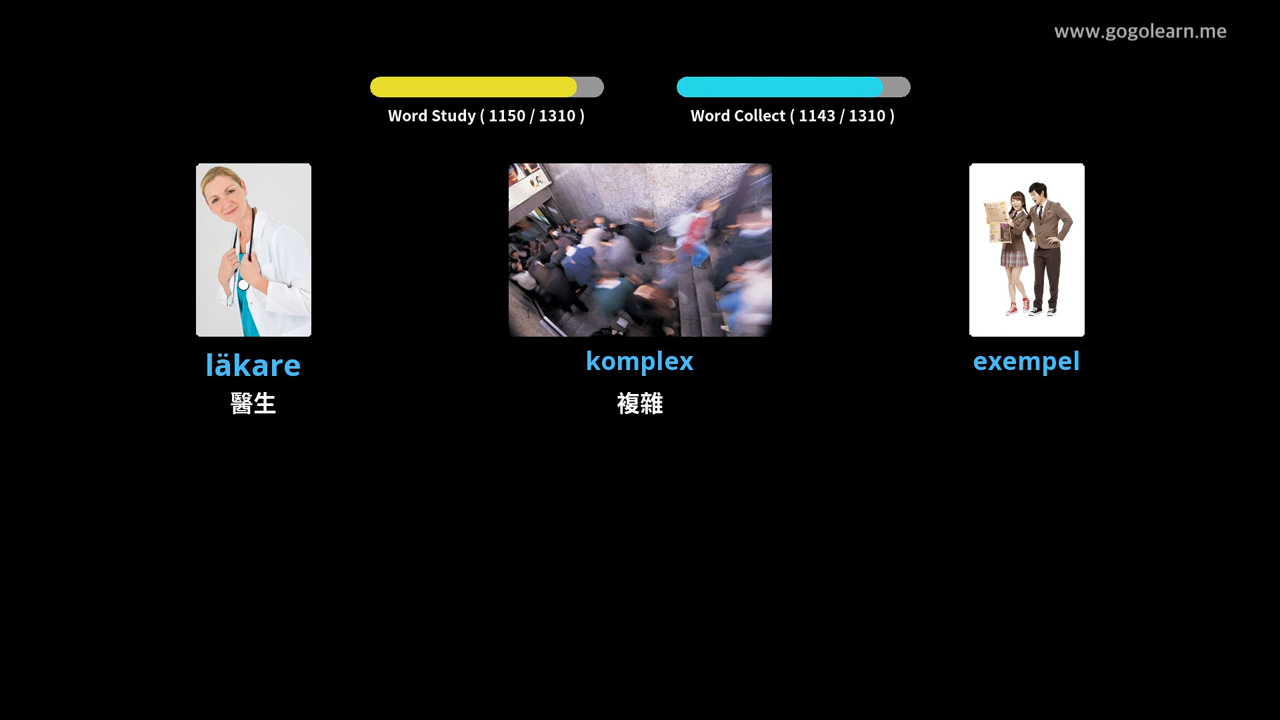 www.gogolearn.me
Word Study ( 1150 / 1310 )
Word Collect ( 1143 / 1310 )
läkare
komplex
exempel
醫生
複雜